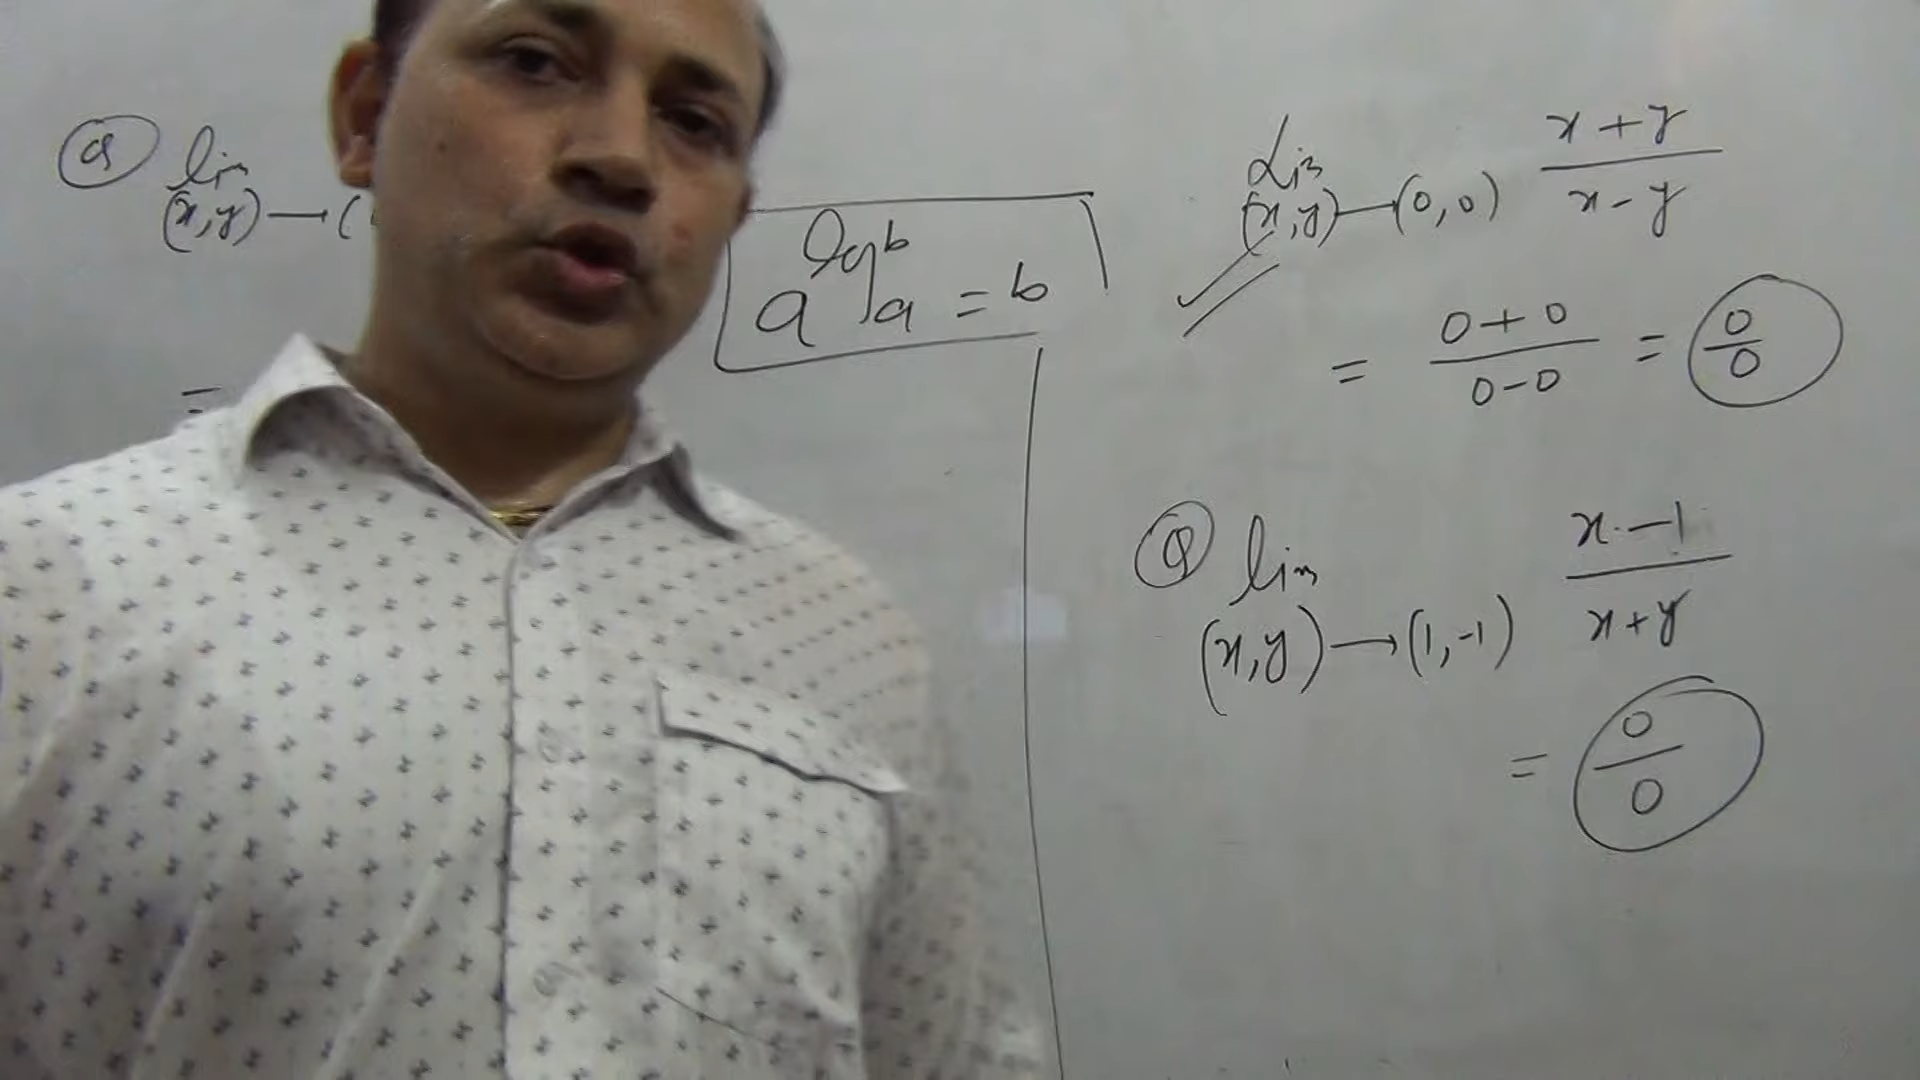 Q lim
(x,y)→(
=
a^log_a b = b
Lim x+y / x-y
(x,y)→(0,0)
= 0+0 / 0-0 = 0/0
Q lim x-1 / x+y
(x,y)→(1,-1)
= 0/0